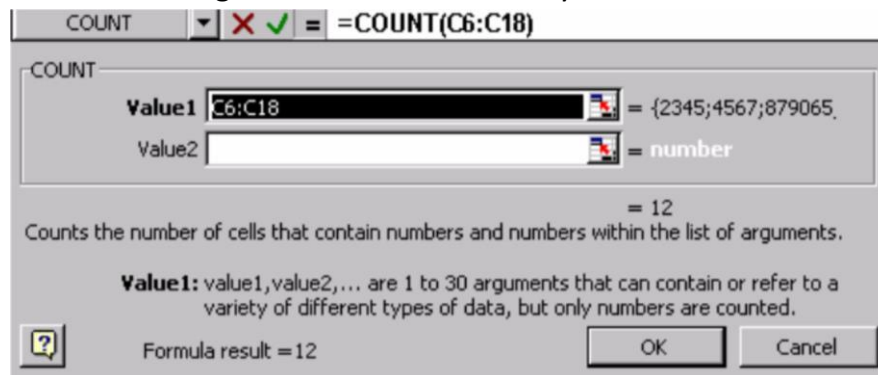 COUNT = =COUNT(C6:C18)
COUNT
Value1 C6:C18 = {2345;4567;879065
Value2 = number
= 12
Counts the number of cells that contain numbers and numbers within the list of arguments.
Value1: value1,value2,... are 1 to 30 arguments that can contain or refer to a
variety of different types of data, but only numbers are counted.
? Formula result =12 OK Cancel